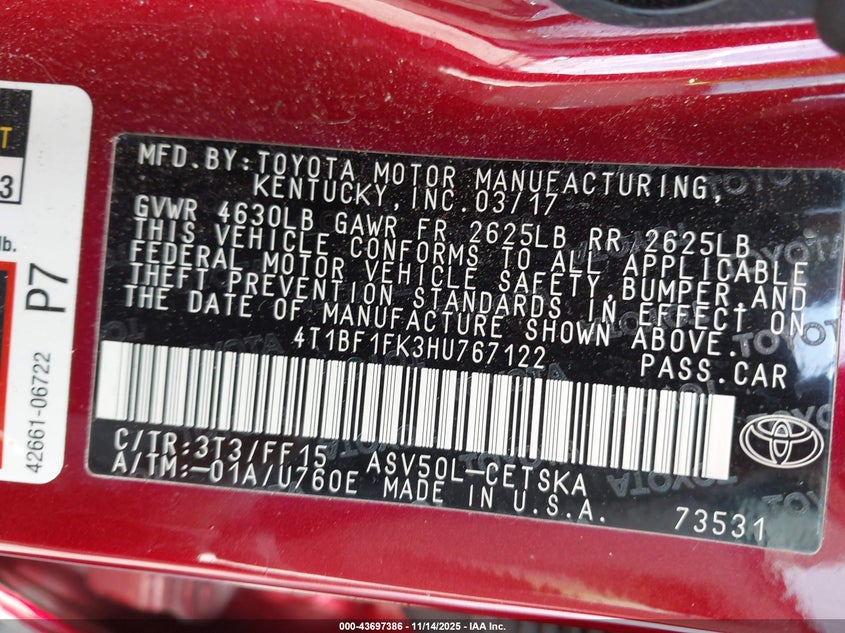 MFD.BY:TOYOTA MOTOR MANUFACTURING,
KENTUCKY,INC.03/17
GVWR 4630LB GAWR FR 2625LB RR 2625LB
THIS VEHICLE CONFORMS TO ALL APPLICABLE
FEDERAL MOTOR VEHICLE SAFETY,BUMPER,AND
THEFT PREVENTION STANDARDS IN EFFECT ON
THE DATE OF MANUFACTURE SHOWN ABOVE.
4T1BF1FK3HU767122
PASS.CAR
C/TR:3T3/FF15 ASV50L-CETSKA
A/TM:-01A/U760E MADE IN U.S.A.
73531
T
3
lb.
P7
42661-06722
TOYOTA
000-43697386 - 11/14/2025 - IAA Inc.